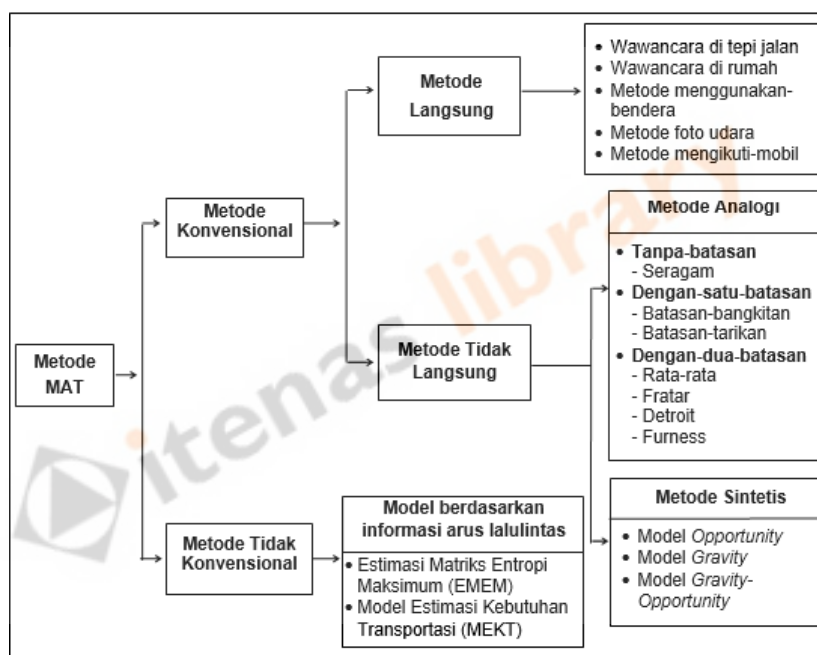 Metode
MAT
Metode
Konvensional
Metode
Langsung
• Wawancara di tepi jalan
• Wawancara di rumah
• Metode menggunakan-
bendera
• Metode foto udara
• Metode mengikuti-mobil
Metode Tidak
Langsung
Metode Analogi
• Tanpa-batasan
- Seragam
• Dengan-satu-batasan
- Batasan-bangkitan
- Batasan-tarikan
• Dengan-dua-batasan
- Rata-rata
- Fratar
- Detroit
- Furness
Metode Sintetis
• Model Opportunity
• Model Gravity
• Model Gravity-
Opportunity
Metode Tidak
Konvensional
Model berdasarkan
informasi arus lalulintas
• Estimasi Matriks Entropi
Maksimum (EMEM)
• Model Estimasi Kebutuhan
Transportasi (MEKT)
itenas library